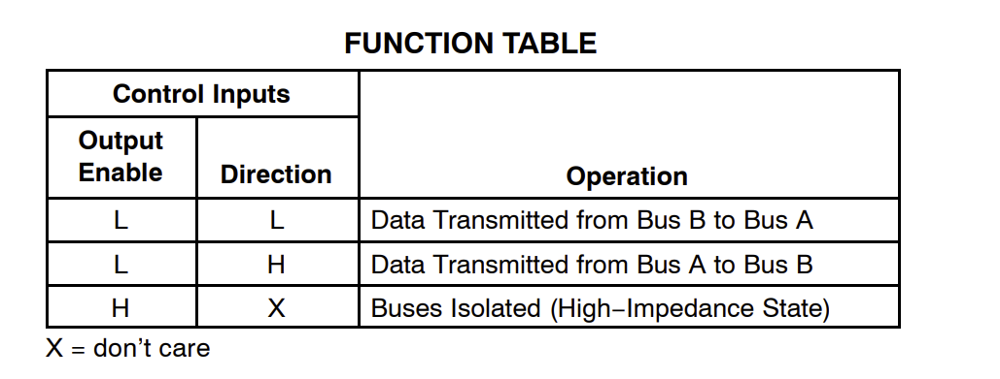 FUNCTION TABLE
Control Inputs
Output
Enable
Direction
Operation
L L Data Transmitted from Bus B to Bus A
L H Data Transmitted from Bus A to Bus B
H X Buses Isolated (High–Impedance State)
X = don’t care